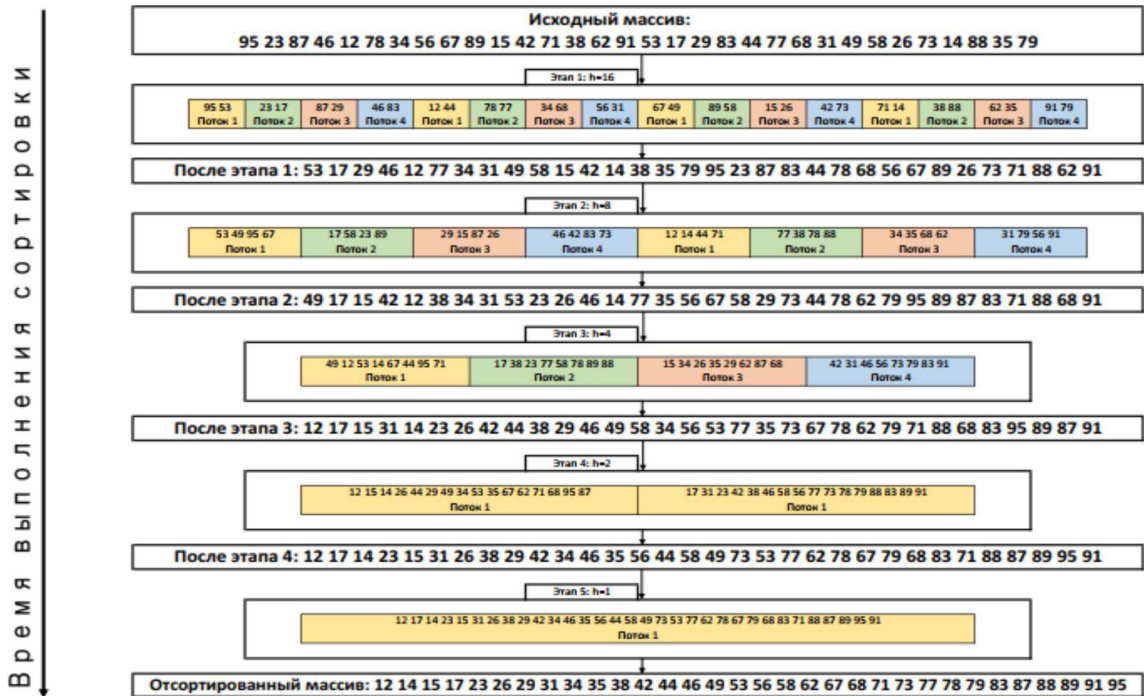 Время выполнения сортировки
Исходный массив:
95 23 87 46 12 78 34 56 67 89 15 42 71 38 62 91 53 17 29 83 44 77 68 31 49 58 26 73 14 88 35 79
Этап 1: h=16
95 53 23 17 87 29 46 83 12 44 78 77 34 68 56 31 67 49 89 58 15 26 42 73 71 14 38 88 62 35 91 79
Поток 1 Поток 2 Поток 3 Поток 4 Поток 1 Поток 2 Поток 3 Поток 4 Поток 1 Поток 2 Поток 3 Поток 4 Поток 1 Поток 2 Поток 3 Поток 4
После этапа 1: 53 17 29 46 12 77 34 31 49 58 15 42 14 38 35 79 95 23 87 83 44 78 68 56 67 89 26 73 71 88 62 91
Этап 2: h=8
53 49 95 67 17 58 23 89 29 15 87 26 46 42 83 73 12 14 44 71 77 38 78 88 34 35 68 62 31 79 56 91
Поток 1 Поток 2 Поток 3 Поток 4 Поток 1 Поток 2 Поток 3 Поток 4
После этапа 2: 49 17 15 42 12 38 34 31 53 23 26 46 14 77 35 56 67 58 29 73 44 78 62 79 95 89 87 83 71 88 68 91
Этап 3: h=4
49 12 53 14 67 44 95 71 17 38 23 77 58 78 89 88 15 34 26 35 29 62 87 68 42 31 46 56 73 79 83 91
Поток 1 Поток 2 Поток 3 Поток 4
После этапа 3: 12 17 15 31 14 23 26 42 44 38 29 46 49 58 34 56 53 77 35 73 67 78 62 79 71 88 68 83 95 89 87 91
Этап 4: h=2
12 15 14 26 44 29 49 34 53 35 67 62 71 68 95 87 17 31 23 42 38 46 58 56 77 73 78 79 88 83 89 91
Поток 1 Поток 1
После этапа 4: 12 17 14 23 15 31 26 38 29 42 34 46 35 56 44 58 49 73 53 77 62 78 67 79 68 83 71 88 87 89 95 91
Этап 5: h=1
12 17 14 23 15 31 26 38 29 42 34 46 35 56 44 58 49 73 53 77 62 78 67 79 68 83 71 88 87 89 95 91
Поток 1
Отсортированный массив: 12 14 15 17 23 26 29 31 34 35 38 42 44 46 49 53 56 58 62 67 68 71 73 77 78 79 83 87 88 89 91 95